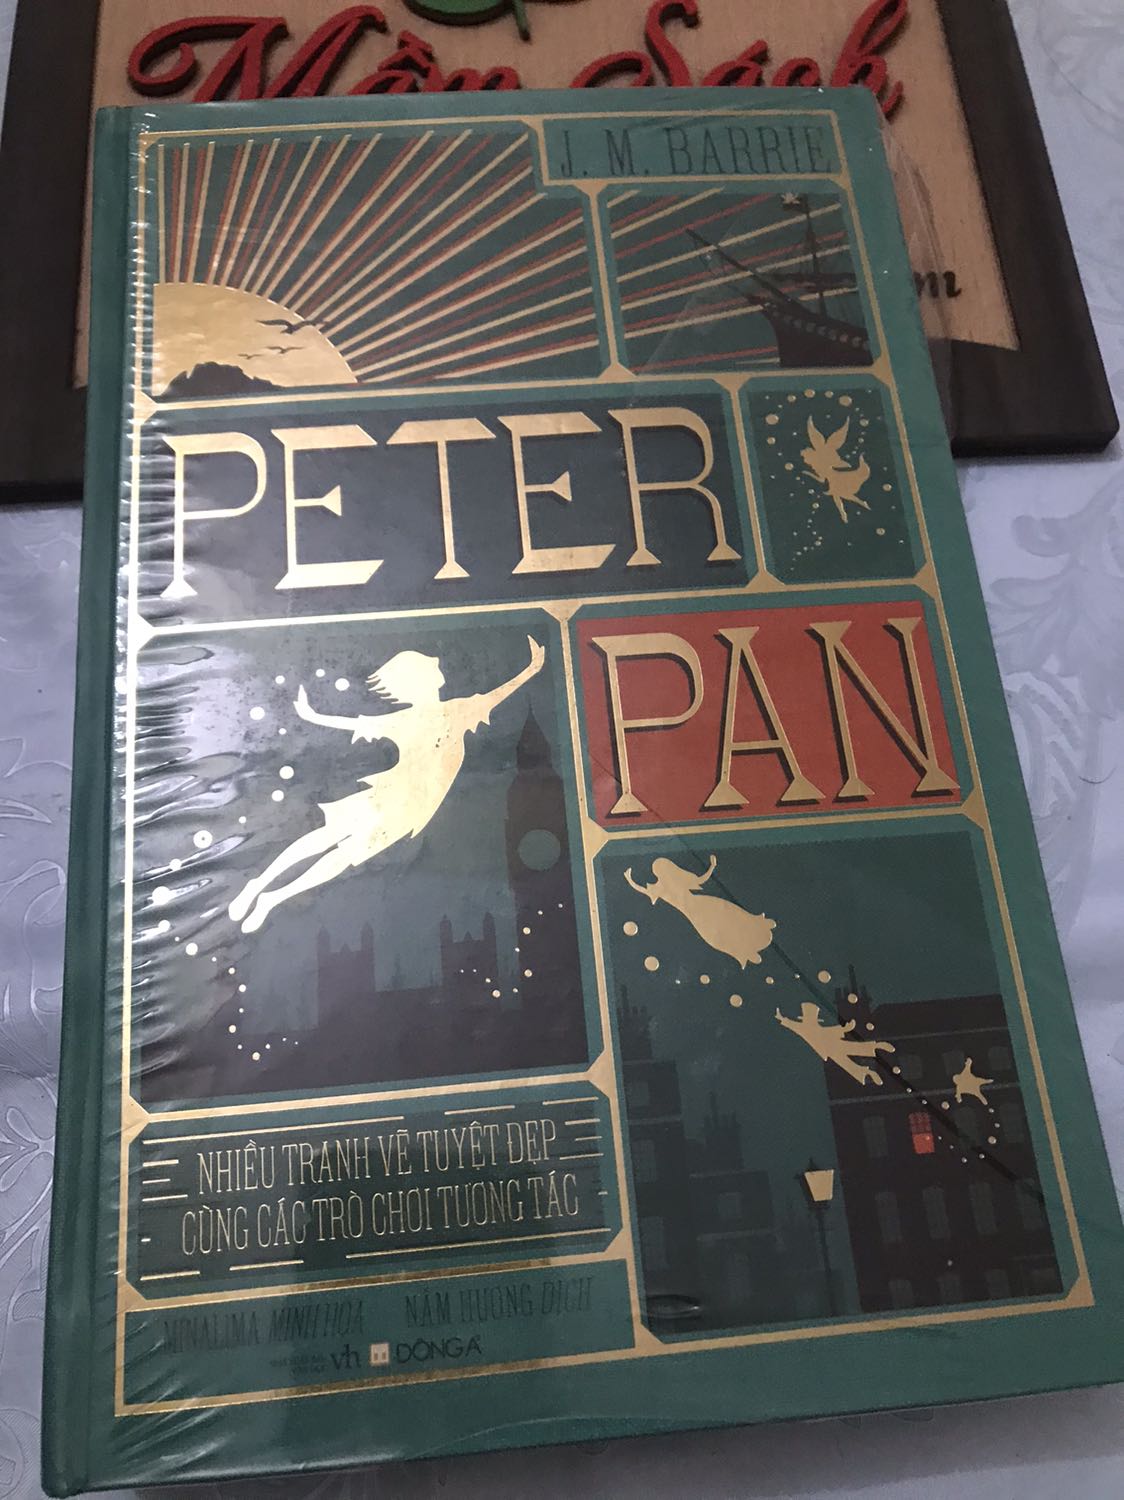 Mầm Sách
J. M. BARRIE
PETER
PAN
NHIỀU TRANH VẼ TUYỆT ĐẸP
CÙNG CÁC TRÒ CHƠI TƯƠNG TÁC
MINALIMA MINH HỌA NÁM HƯƠNG DỊCH
vh ĐÔNG A